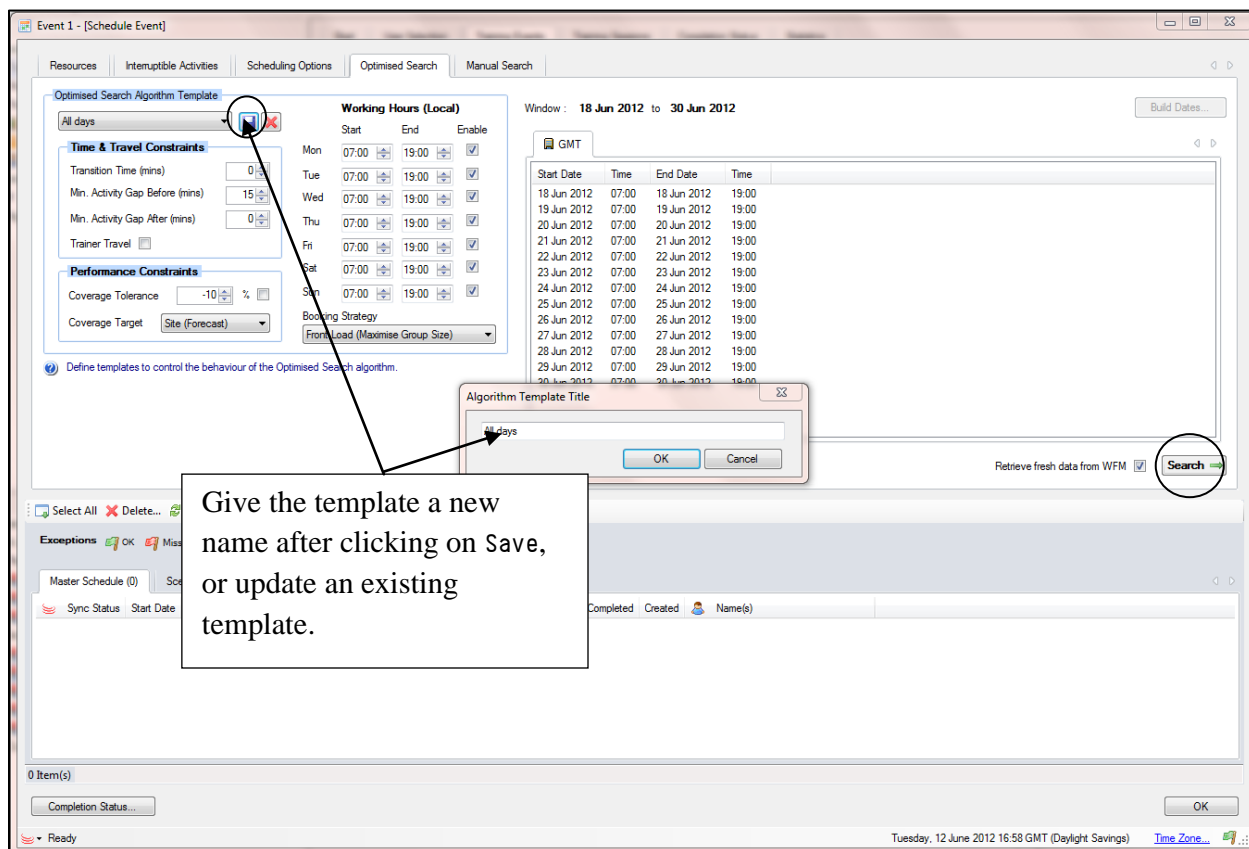 Event 1 - [Schedule Event]
Resources Interruptible Activities Scheduling Options Optimised Search Manual Search
Optimised Search Algorithm Template
All days
Time & Travel Constraints
Transition Time (mins) 0
Min. Activity Gap Before (mins) 15
Min. Activity Gap After (mins) 0
Trainer Travel
Performance Constraints
Coverage Tolerance -10 %
Coverage Target Site (Forecast)
Working Hours (Local)
Start End Enable
Mon 07:00 19:00
Tue 07:00 19:00
Wed 07:00 19:00
Thu 07:00 19:00
Fri 07:00 19:00
Sat 07:00 19:00
Sun 07:00 19:00
Booking Strategy
Front Load (Maximise Group Size)
Define templates to control the behaviour of the Optimised Search algorithm.
Window : 18 Jun 2012 to 30 Jun 2012
Build Dates...
GMT
Start Date Time End Date Time
18 Jun 2012 07:00 18 Jun 2012 19:00
19 Jun 2012 07:00 19 Jun 2012 19:00
20 Jun 2012 07:00 20 Jun 2012 19:00
21 Jun 2012 07:00 21 Jun 2012 19:00
22 Jun 2012 07:00 22 Jun 2012 19:00
23 Jun 2012 07:00 23 Jun 2012 19:00
24 Jun 2012 07:00 24 Jun 2012 19:00
25 Jun 2012 07:00 25 Jun 2012 19:00
26 Jun 2012 07:00 26 Jun 2012 19:00
27 Jun 2012 07:00 27 Jun 2012 19:00
28 Jun 2012 07:00 28 Jun 2012 19:00
29 Jun 2012 07:00 29 Jun 2012 19:00
30 Jun 2012 07:00 30 Jun 2012 19:00
Algorithm Template Title
All days
OK Cancel
Retrieve fresh data from WFM Search
Give the template a new
name after clicking on Save,
or update an existing
template.
Select All Delete...
Exceptions OK Miss
Master Schedule (0) Sce
Sync Status Start Date Completed Created Name(s)
0 Item(s)
Completion Status... OK
Ready Tuesday, 12 June 2012 16:58 GMT (Daylight Savings) Time Zone...